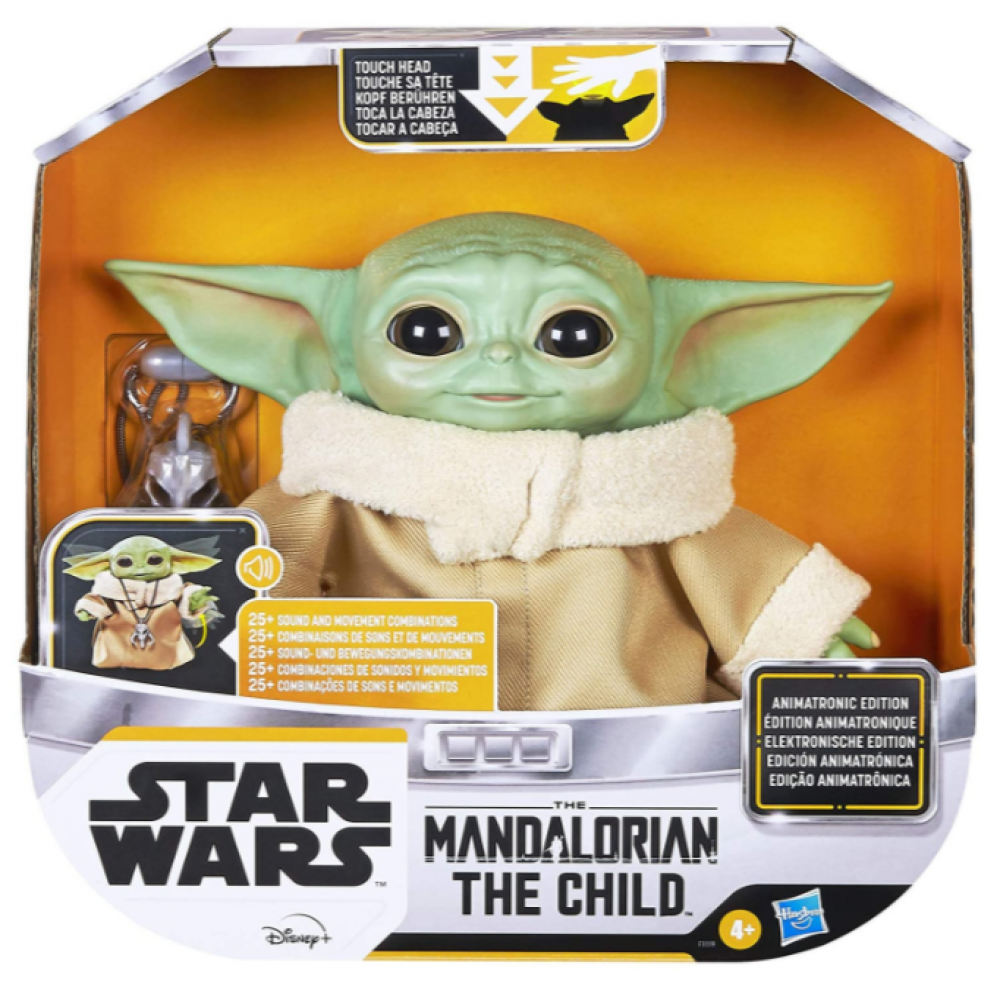 TOUCH HEAD
TOUCHE SA TÊTE
KOPF BERÜHREN
TOCA LA CABEZA
TOCAR A CABEÇA
25+ SOUND AND MOVEMENT COMBINATIONS
25+ COMBINAISONS DE SONS ET DE MOUVEMENTS
25+ SOUND- UND BEWEGUNGSKOMBINATIONEN
25+ COMBINACIONES DE SONIDOS Y MOVIMIENTOS
25+ COMBINAÇÕES DE SONS E MOVIMENTOS
ANIMATRONIC EDITION
ÉDITION ANIMATRONIQUE
ELEKTRONISCHE EDITION
EDICIÓN ANIMATRÓNICA
EDIÇÃO ANIMATRÔNICA
STAR
WARS™
Disney+
THE
MANDALORIAN
THE CHILD™
4+
Hasbro